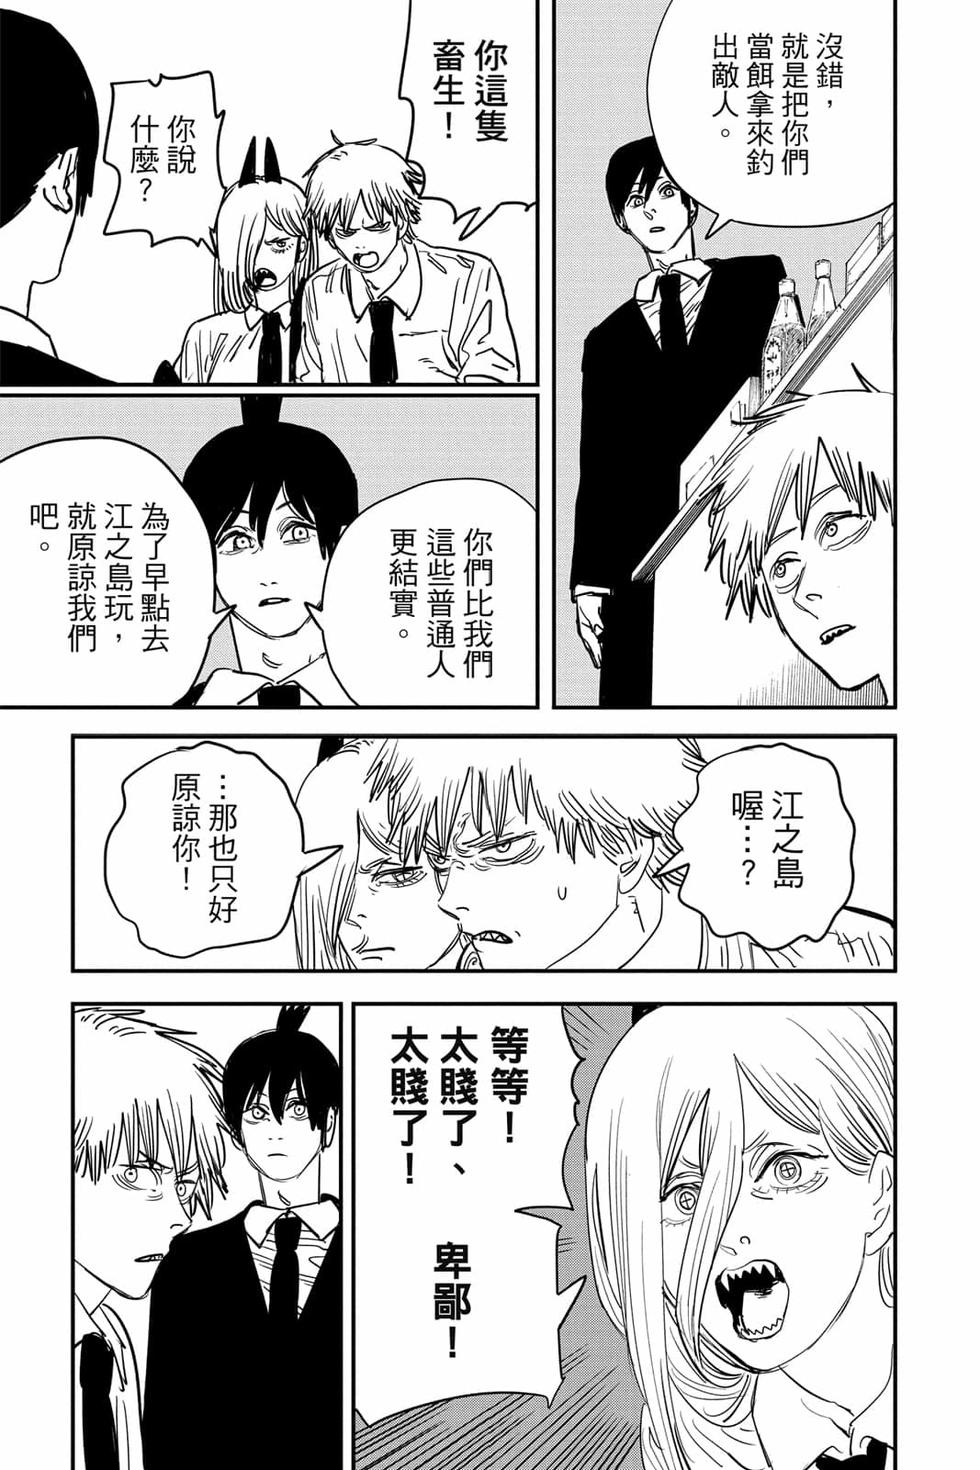 沒錯，
就是把你們
當餌拿來釣
出敵人。
你這隻
畜生！
你說
什麼？
你們比我們
這些普通人
更結實。
為了早點去
江之島玩，
就原諒我們
吧。
江之島
喔…？
…那也只好
原諒你！
等等！
太賤了、
太賤了！
卑鄙！